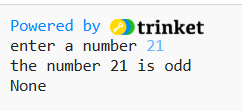 Powered by trinket
enter a number 21
the number 21 is odd
None